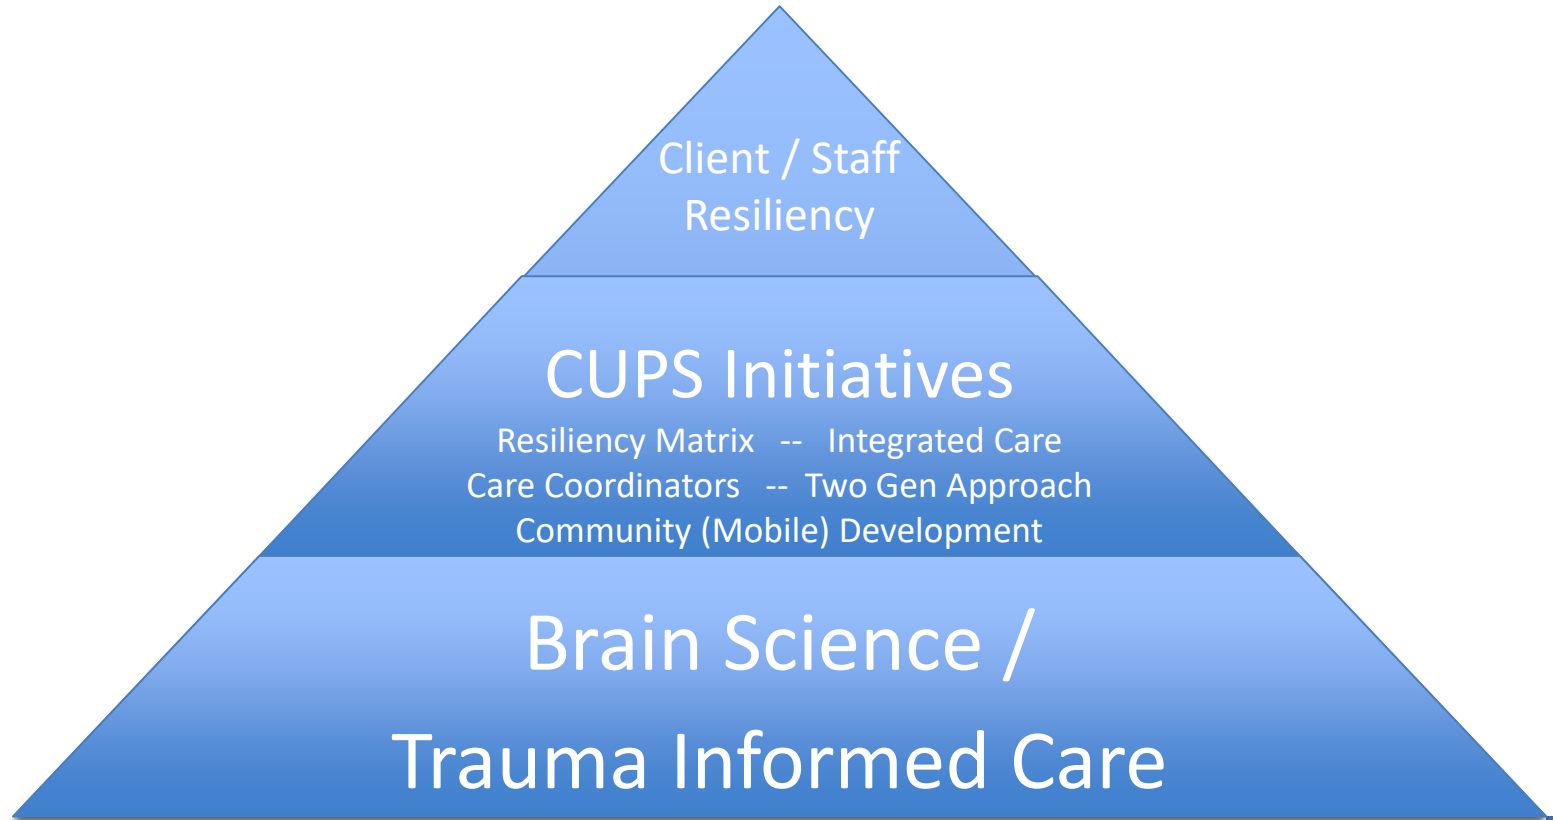 Client / Staff
Resiliency
CUPS Initiatives
Resiliency Matrix -- Integrated Care
Care Coordinators -- Two Gen Approach
Community (Mobile) Development
Brain Science /
Trauma Informed Care